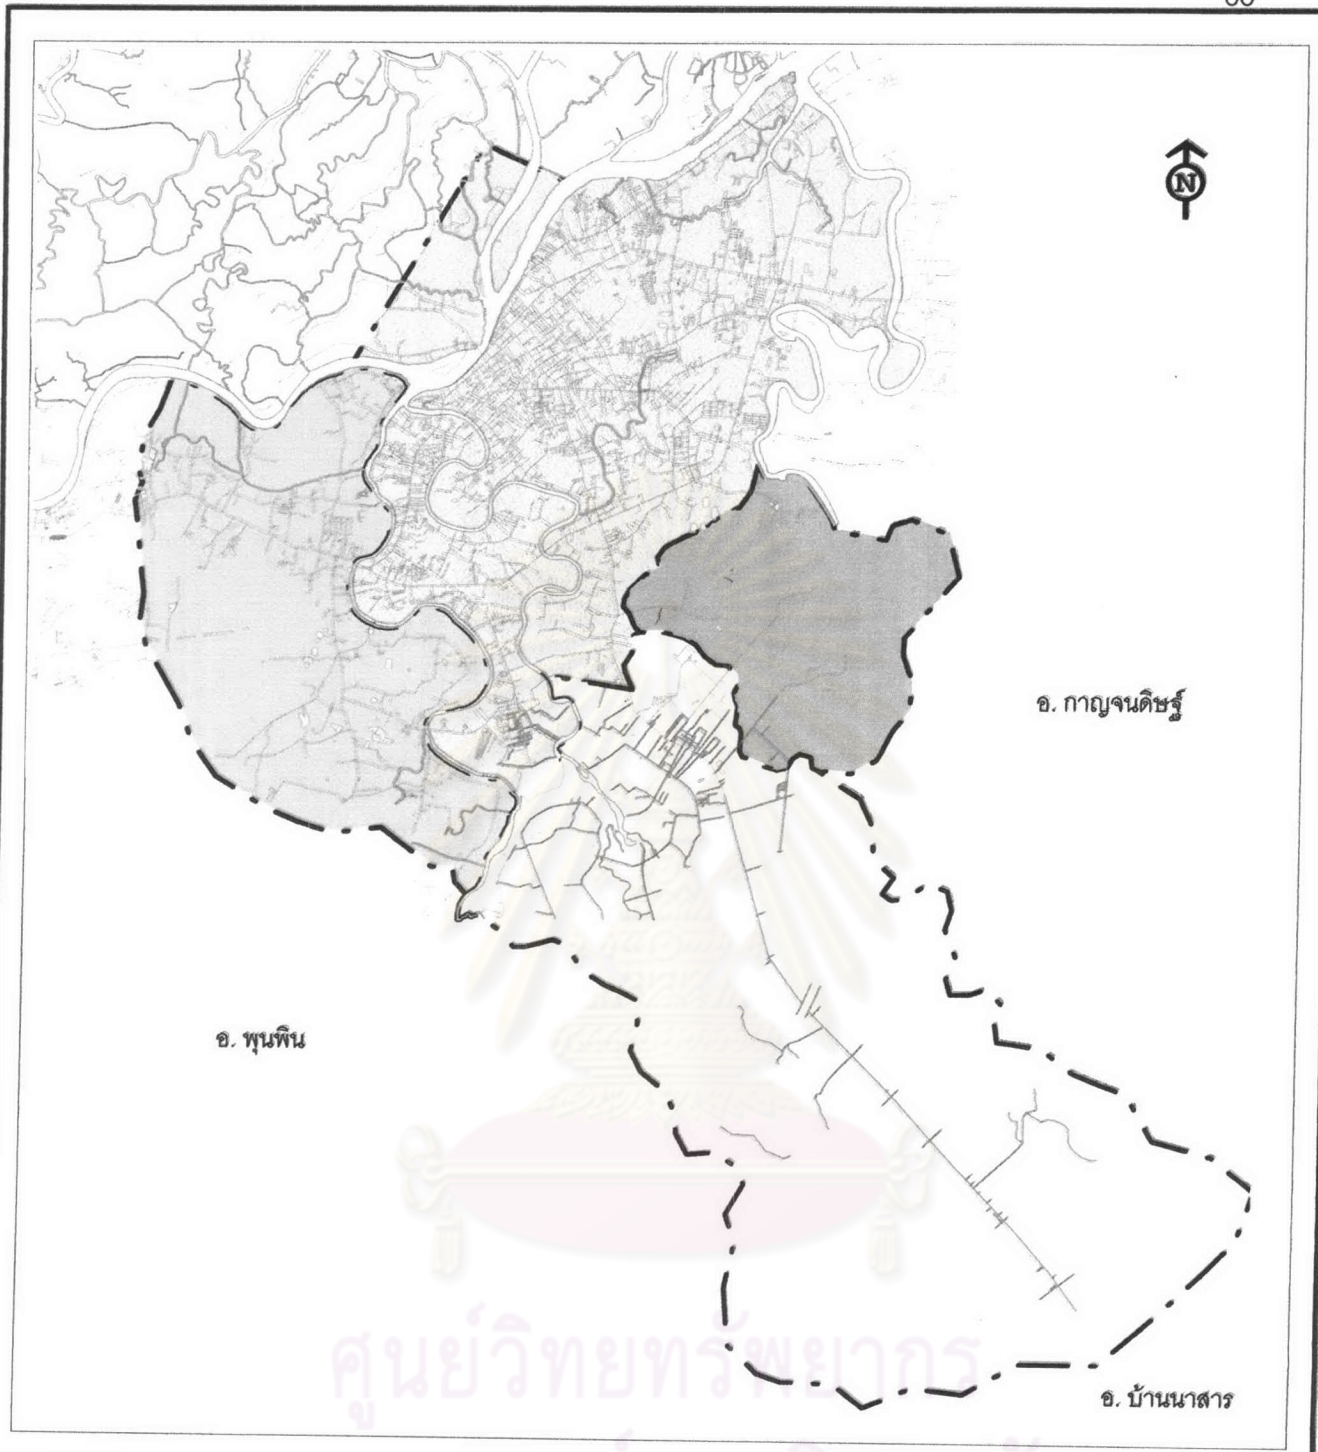 N
อ. กาญจนดิษฐ์
อ. พุนพิน
ศูนย์วิทยทรัพยากร
อ. บ้านนาสาร